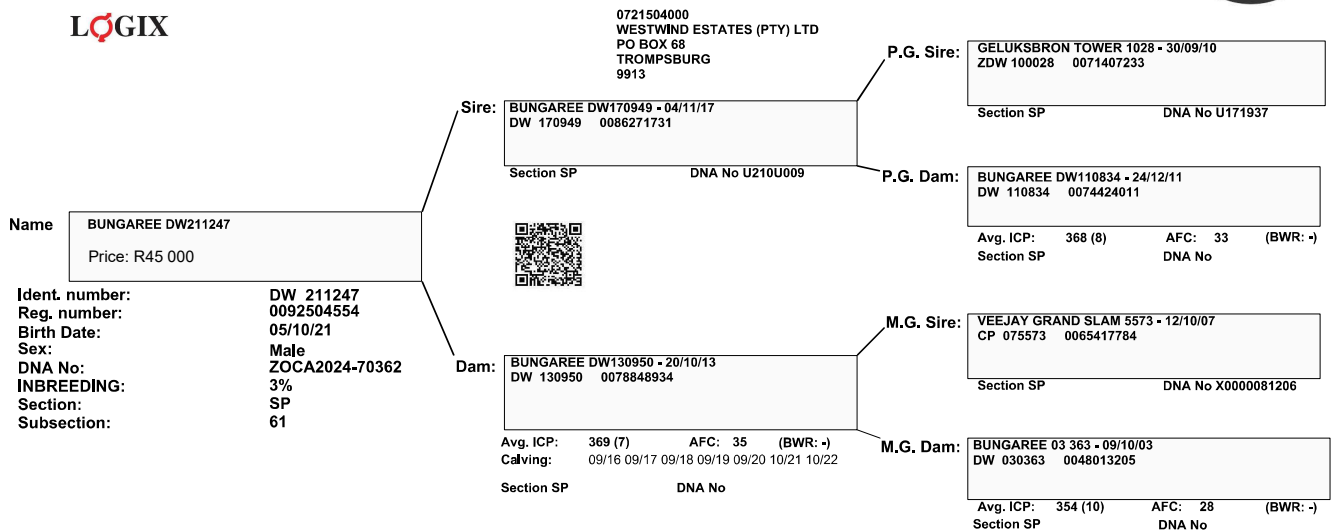 LOGIX
0721504000
WESTWIND ESTATES (PTY) LTD
PO BOX 68
TROMPSBURG
9913
Name
BUNGAREE DW211247
Price: R45 000
Ident. number: DW 211247
Reg. number: 0092504554
Birth Date: 05/10/21
Sex: Male
DNA No: ZOCA2024-70362
INBREEDING: 3%
Section: SP
Subsection: 61
Sire:
BUNGAREE DW170949 - 04/11/17
DW 170949 0086271731
Section SP DNA No U210U009
Dam:
BUNGAREE DW130950 - 20/10/13
DW 130950 0078848934
Avg. ICP: 369 (7) AFC: 35 (BWR: -)
Calving: 09/16 09/17 09/18 09/19 09/20 10/21 10/22
Section SP DNA No
P.G. Sire:
GELUKSBRON TOWER 1028 - 30/09/10
ZDW 100028 0071407233
Section SP DNA No U171937
P.G. Dam:
BUNGAREE DW110834 - 24/12/11
DW 110834 0074424011
Avg. ICP: 368 (8) AFC: 33 (BWR: -)
Section SP DNA No
M.G. Sire:
VEEJAY GRAND SLAM 5573 - 12/10/07
CP 075573 0065417784
Section SP DNA No X0000081206
M.G. Dam:
BUNGAREE 03 363 - 09/10/03
DW 030363 0048013205
Avg. ICP: 354 (10) AFC: 28 (BWR: -)
Section SP DNA No